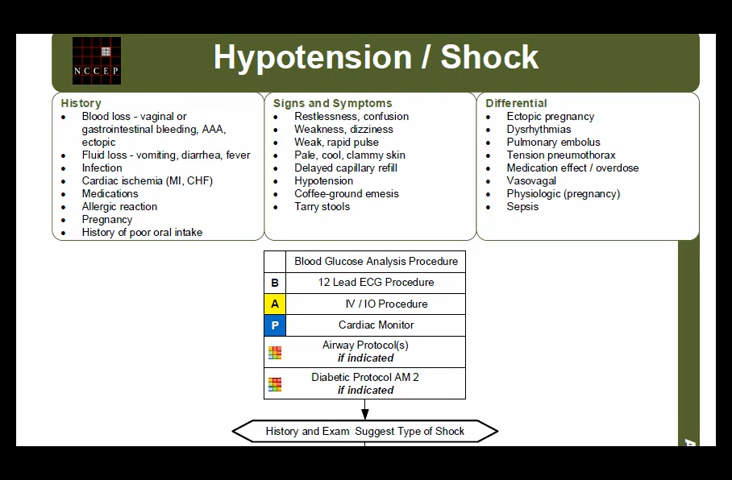 NCCEP
Hypotension / Shock
History
• Blood loss - vaginal or
gastrointestinal bleeding, AAA,
ectopic
• Fluid loss - vomiting, diarrhea, fever
• Infection
• Cardiac ischemia (MI, CHF)
• Medications
• Allergic reaction
• Pregnancy
• History of poor oral intake
Signs and Symptoms
• Restlessness, confusion
• Weakness, dizziness
• Weak, rapid pulse
• Pale, cool, clammy skin
• Delayed capillary refill
• Hypotension
• Coffee-ground emesis
• Tarry stools
Differential
• Ectopic pregnancy
• Dysrhythmias
• Pulmonary embolus
• Tension pneumothorax
• Medication effect / overdose
• Vasovagal
• Physiologic (pregnancy)
• Sepsis
Blood Glucose Analysis Procedure
B 12 Lead ECG Procedure
A IV / IO Procedure
P Cardiac Monitor
Airway Protocol(s)
if indicated
Diabetic Protocol AM 2
if indicated
History and Exam Suggest Type of Shock